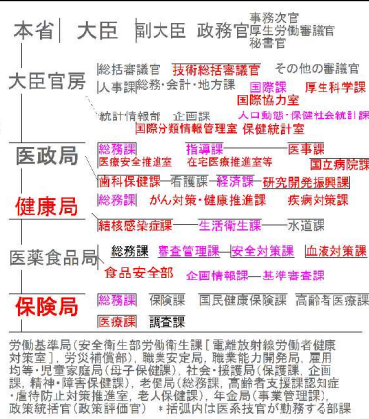 本省 大臣 副大臣 政務官 事務次官
厚生労働審議官
秘書官
大臣官房 総括審議官 技術総括審議官 その他の審議官
人事課 総務・会計・地方課 国際課 厚生科学課
国際協力室
統計情報部 企画課 人口動態・保健社会統計課
国際分類情報管理室 保健統計室
医政局 総務課 指導課 医事課
医療安全推進室 在宅医療推進室等 国立病院課
歯科保健課 看護課 経済課 研究開発振興課
健康局 総務課 がん対策・健康推進課 疾病対策課
結核感染症課 生活衛生課 水道課
医薬食品局 総務課 審査管理課 安全対策課 血液対策課
食品安全部 企画情報課 基準審査課
保険局 総務課 保険課 国民健康保険課 高齢者医療課
医療課 調査課
労働基準局(安全衛生部労働衛生課[電離放射線労働者健康
対策室]、労災補償部)、職業安定局、職業能力開発局、雇用
均等・児童家庭局(母子保健課)、社会・援護局(保護課、企画
課、精神・障害保健課)、老健局(総務課、高齢者支援課認知症
・虐待防止対策推進室、老人保健課)、年金局(事業管理課)、
政策統括官(政策評価官) *括弧内は医系技官が勤務する部課